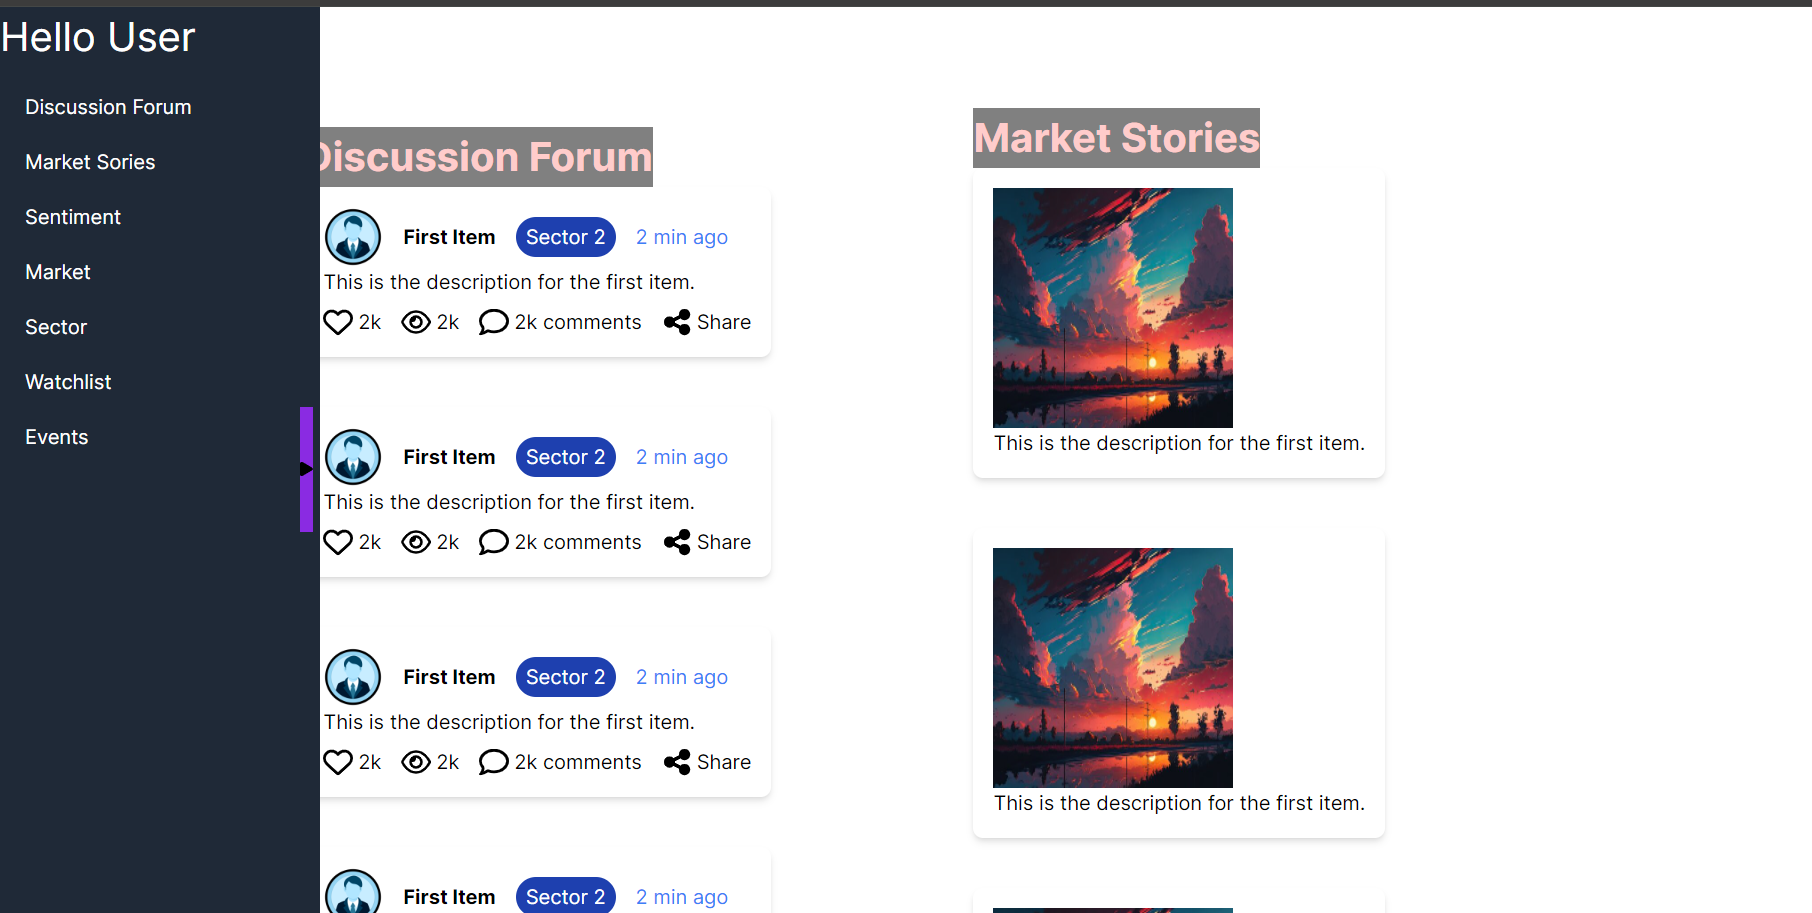 Hello User
Discussion Forum
Market Sories
Sentiment
Market
Sector
Watchlist
Events
Discussion Forum
First Item Sector 2 2 min ago
This is the description for the first item.
2k 2k 2k comments Share
First Item Sector 2 2 min ago
This is the description for the first item.
2k 2k 2k comments Share
First Item Sector 2 2 min ago
This is the description for the first item.
2k 2k 2k comments Share
First Item Sector 2 2 min ago
Market Stories
This is the description for the first item.
This is the description for the first item.